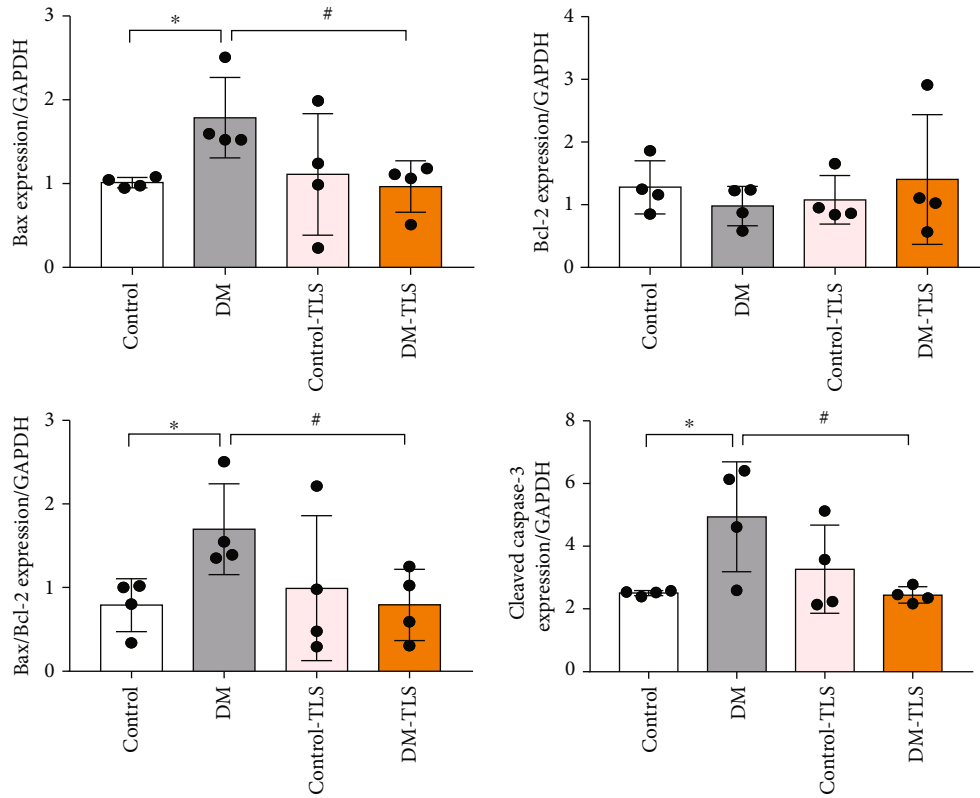 Bax expression/GAPDH
3
2
1
0
*
#
Control
DM
Control-TLS
DM-TLS
Bcl-2 expression/GAPDH
4
3
2
1
0
Control
DM
Control-TLS
DM-TLS
Bax/Bcl-2 expression/GAPDH
3
2
1
0
*
#
Control
DM
Control-TLS
DM-TLS
Cleaved caspase-3
expression/GAPDH
8
6
4
2
0
*
#
Control
DM
Control-TLS
DM-TLS